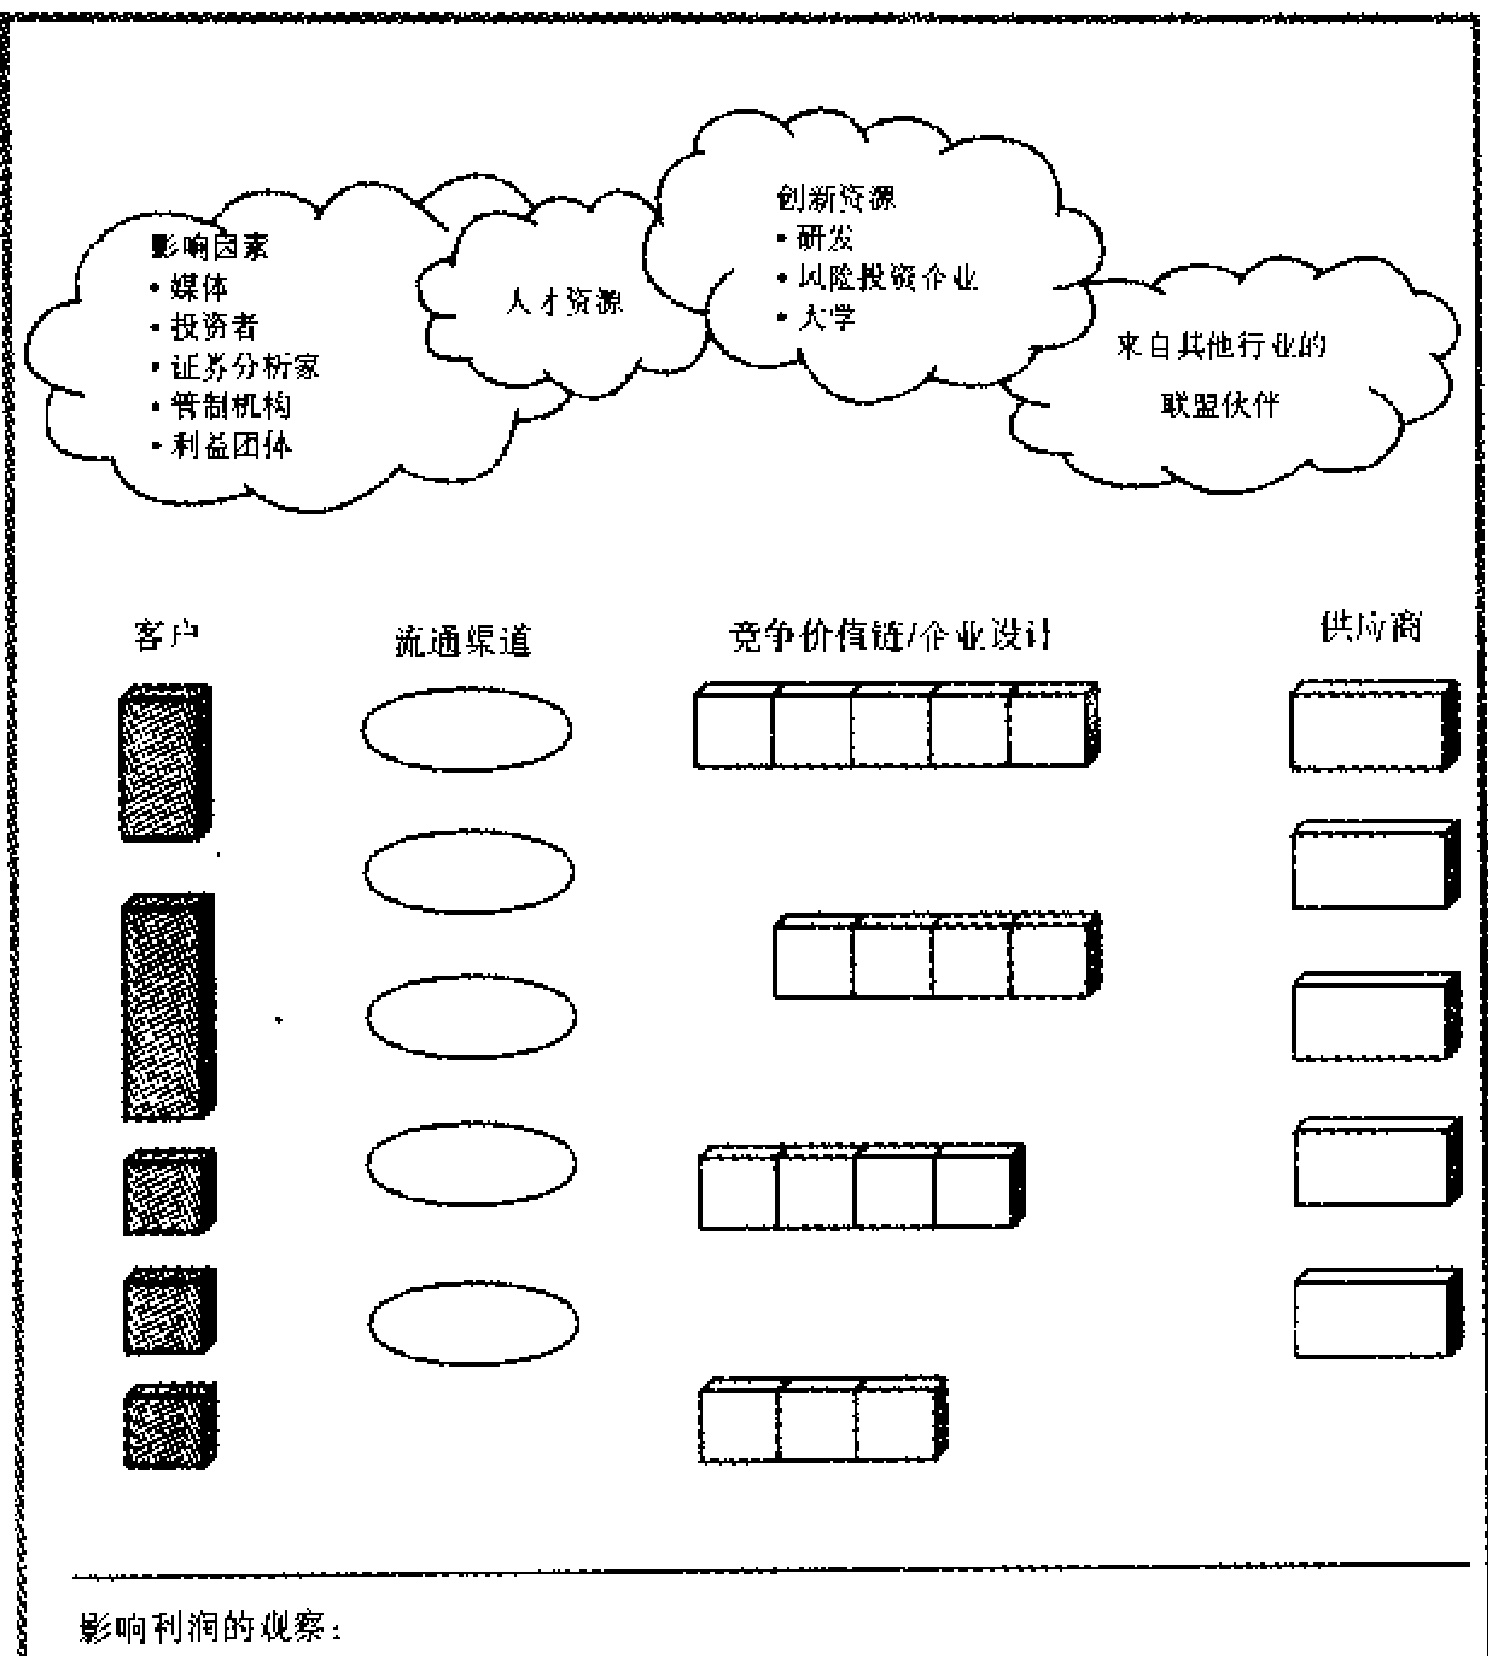 影响因素
• 媒体
• 投资者
• 证券分析家
• 管制机构
• 利益团体
人才资源
创新资源
• 研发
• 风险投资企业
• 大学
来自其他行业的
联盟伙伴
客户
流通渠道
竞争价值链/企业设计
供应商
影响利润的观察：